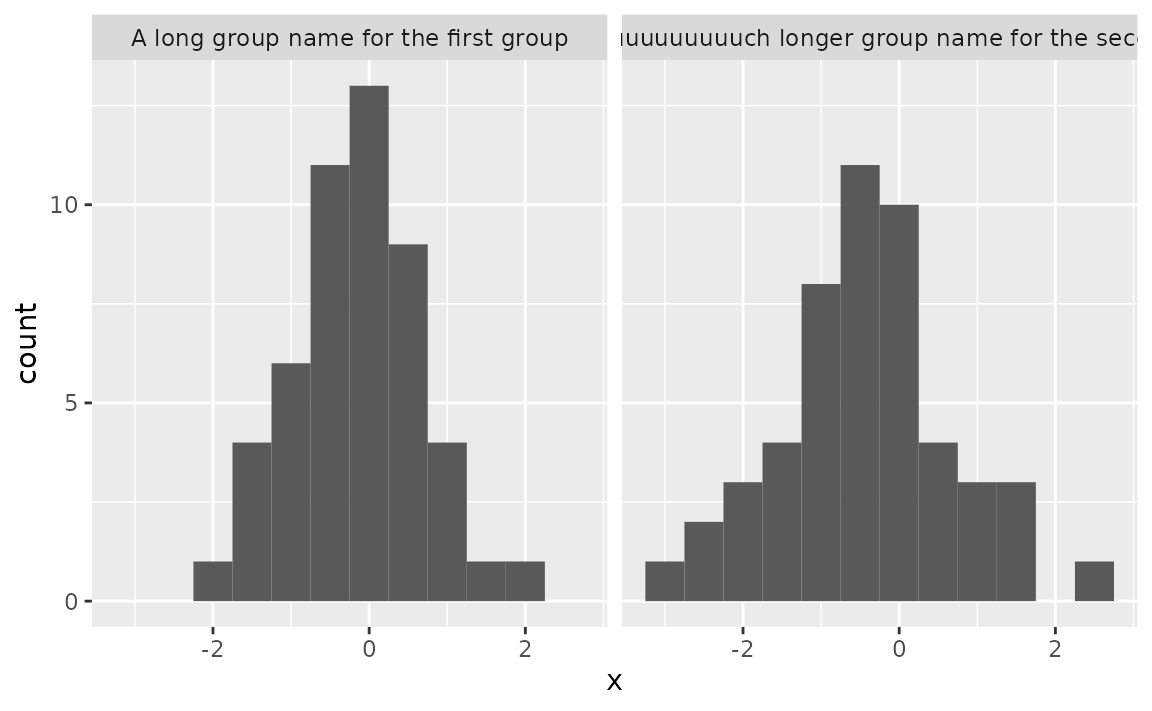 A long group name for the first group
longer group name for the
count
10
5
0
-2 0 2
-2 0 2
x